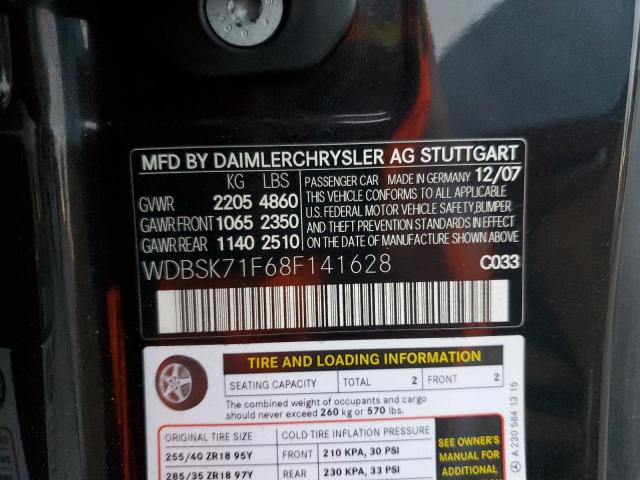 MFD BY DAIMLERCHRYSLER AG STUTTGART
KG LBS
GVWR 2205 4860
GAWR FRONT 1065 2350
GAWR REAR 1140 2510
PASSENGER CAR MADE IN GERMANY 12/07
THIS VEHICLE CONFORMS TO ALL APPLICABLE
U.S. FEDERAL MOTOR VEHICLE SAFETY, BUMPER
AND THEFT PREVENTION STANDARDS IN EFFECT
ON THE DATE OF MANUFACTURE SHOWN ABOVE
WDBSK71F68F141628 C033
TIRE AND LOADING INFORMATION
SEATING CAPACITY TOTAL 2 FRONT 2
The combined weight of occupants and cargo
should never exceed 260 kg or 570 lbs.
ORIGINAL TIRE SIZE COLD TIRE INFLATION PRESSURE
255/40 ZR18 95Y FRONT 210 KPA, 30 PSI
285/35 ZR18 97Y REAR 230 KPA, 33 PSI
SEE OWNER'S
MANUAL FOR
ADDITIONAL
A 230 584 13 15